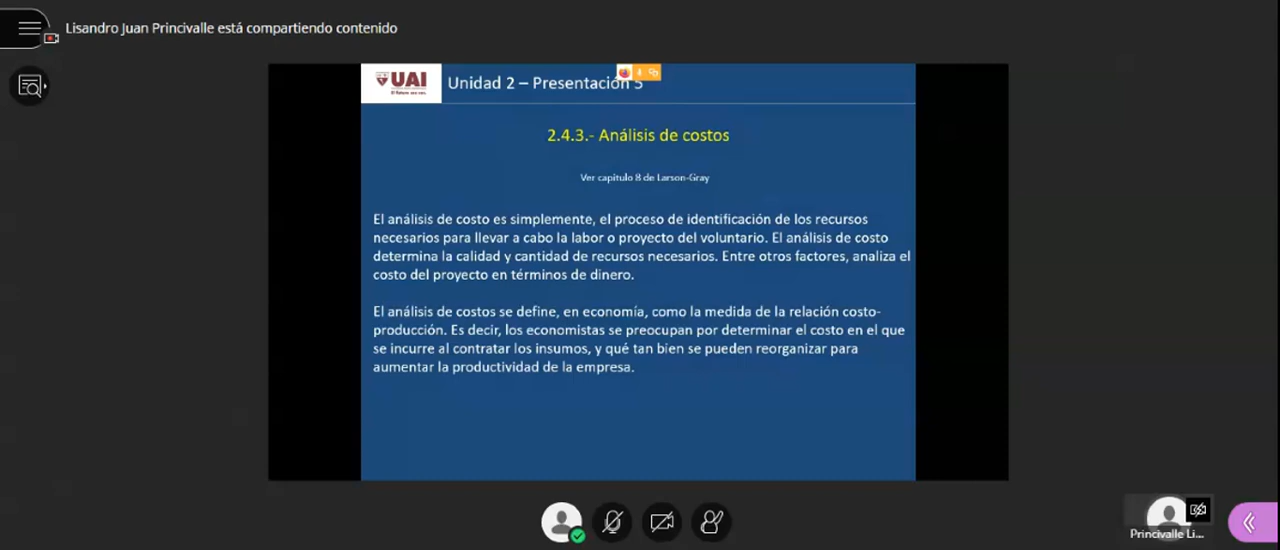 Lisandro Juan Princivalle está compartiendo contenido
UAI
Unidad 2 – Presentación 5
2.4.3.- Análisis de costos
Ver capítulo 8 de Larson-Gray
El análisis de costo es simplemente, el proceso de identificación de los recursos
necesarios para llevar a cabo la labor o proyecto del voluntario. El análisis de costo
determina la calidad y cantidad de recursos necesarios. Entre otros factores, analiza el
costo del proyecto en términos de dinero.
El análisis de costos se define, en economía, como la medida de la relación costo-
producción. Es decir, los economistas se preocupan por determinar el costo en el que
se incurre al contratar los insumos, y qué tan bien se pueden reorganizar para
aumentar la productividad de la empresa.
Princivalle Li...